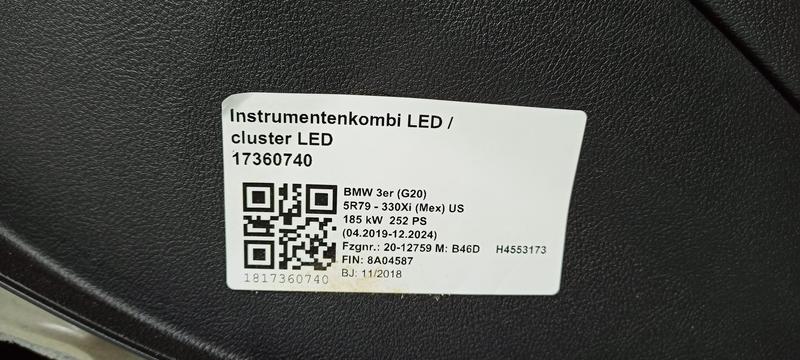 Instrumentenkombi LED /
cluster LED
17360740
BMW 3er (G20)
5R79 - 330Xi (Mex) US
185 kW 252 PS
(04.2019-12.2024)
Fzgnr.: 20-12759 M: B46D H4553173
FIN: 8A04587
BJ: 11/2018
1817360740